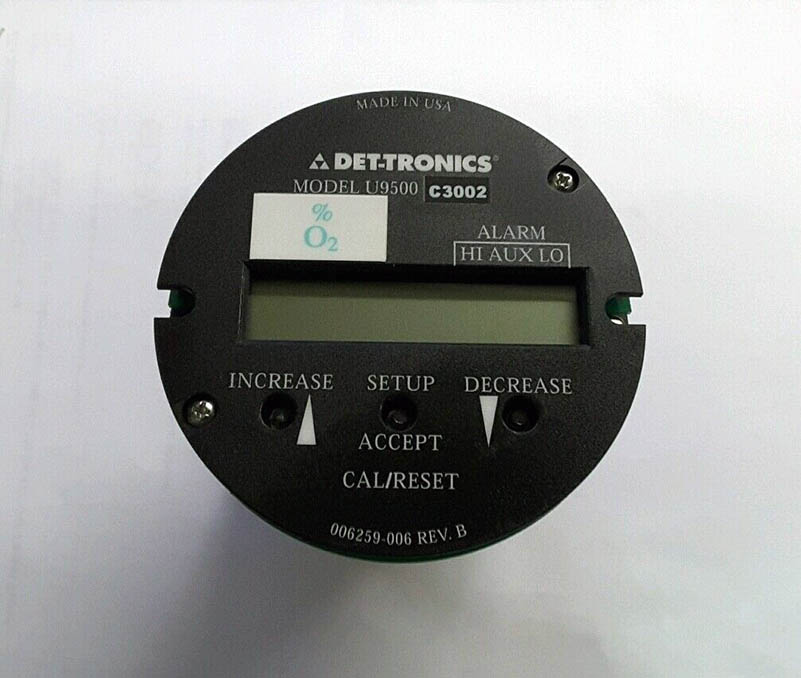 MADE IN USA
DET-TRONICS®
MODEL U9500 C3002
%
O₂
ALARM
HI AUX LO
INCREASE SETUP DECREASE
ACCEPT
CAL/RESET
006259-006 REV. B